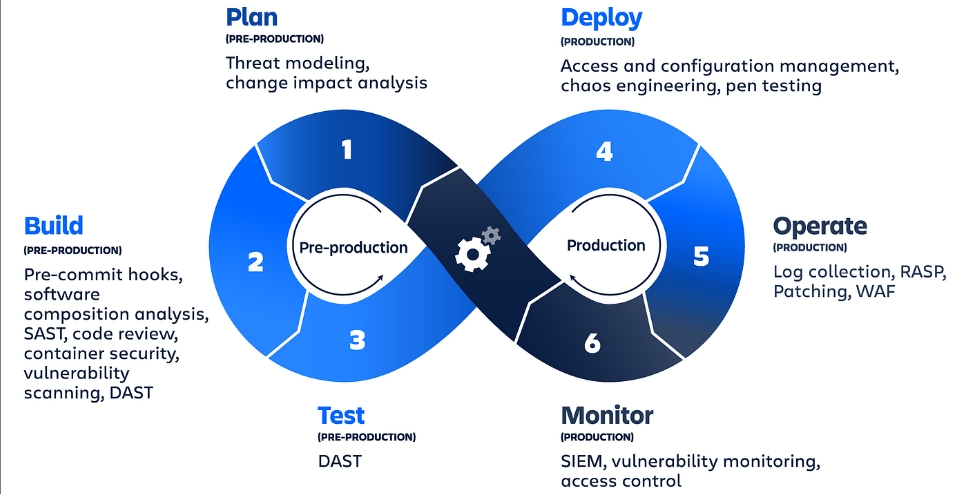 Plan
(PRE-PRODUCTION)
Threat modeling,
change impact analysis
Deploy
(PRODUCTION)
Access and configuration management,
chaos engineering, pen testing
1
4
Build
(PRE-PRODUCTION)
Pre-commit hooks,
software
composition analysis,
SAST, code review,
container security,
vulnerability
scanning, DAST
2
Pre-production
Production
5
Operate
(PRODUCTION)
Log collection, RASP,
Patching, WAF
3
6
Test
(PRE-PRODUCTION)
DAST
Monitor
(PRODUCTION)
SIEM, vulnerability monitoring,
access control